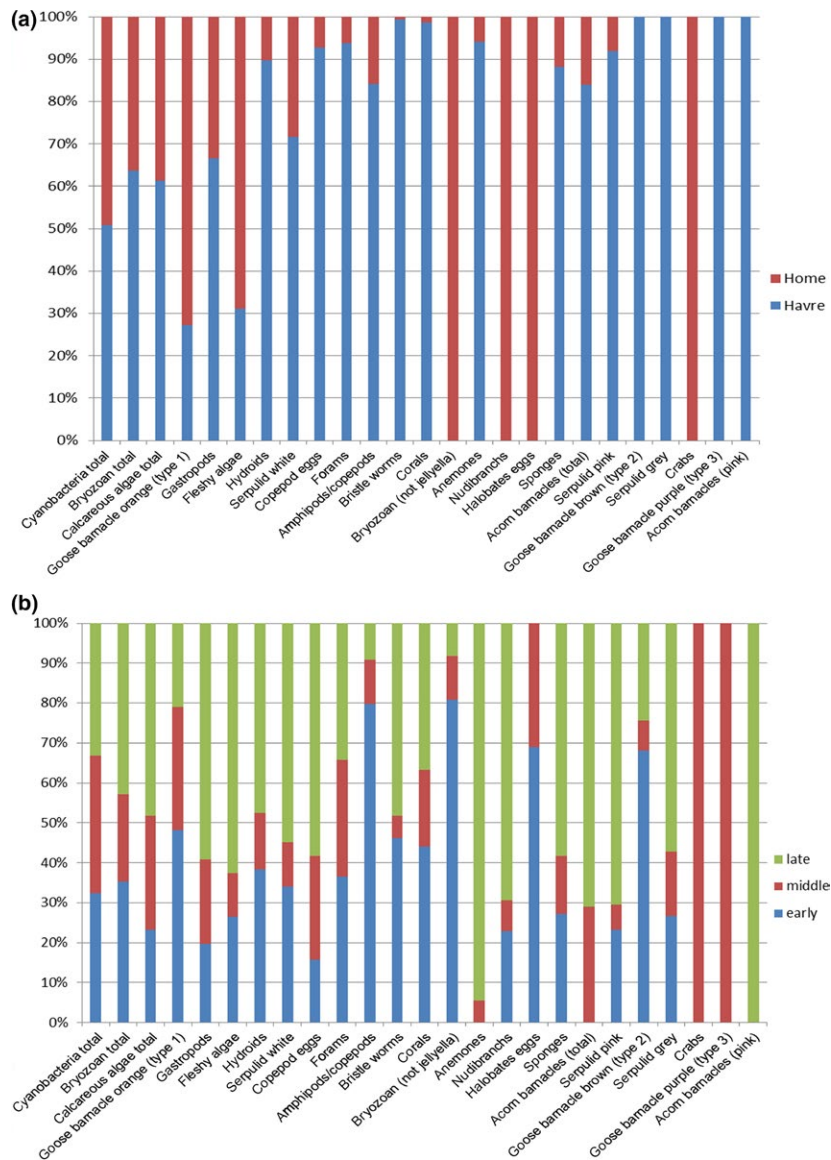 (a)
100%
90%
80%
70%
60%
50%
40%
30%
20%
10%
0%
Home
Havre
Cyanobacteria total
Bryozoan total
Calcareous algae total
Goose barnacle orange (type 1)
Gastropods
Fleshy algae
Hydroids
Serpulid white
Copepod eggs
Forams
Amphipods/copepods
Bristle worms
Corals
Bryozoan (not jellyella)
Anemones
Nudibranchs
Halobates eggs
Sponges
Acorn barnacles (total)
Serpulid pink
Goose barnacle brown (type 2)
Serpulid grey
Crabs
Goose barnacle purple (type 3)
Acorn barnacles (pink)
(b)
100%
90%
80%
70%
60%
50%
40%
30%
20%
10%
0%
late
middle
early
Cyanobacteria total
Bryozoan total
Calcareous algae total
Goose barnacle orange (type 1)
Gastropods
Fleshy algae
Hydroids
Serpulid white
Copepod eggs
Forams
Amphipods/copepods
Bristle worms
Corals
Bryozoan (not jellyella)
Anemones
Nudibranchs
Halobates eggs
Sponges
Acorn barnacles (total)
Serpulid pink
Goose barnacle brown (type 2)
Serpulid grey
Crabs
Goose barnacle purple (type 3)
Acorn barnacles (pink)